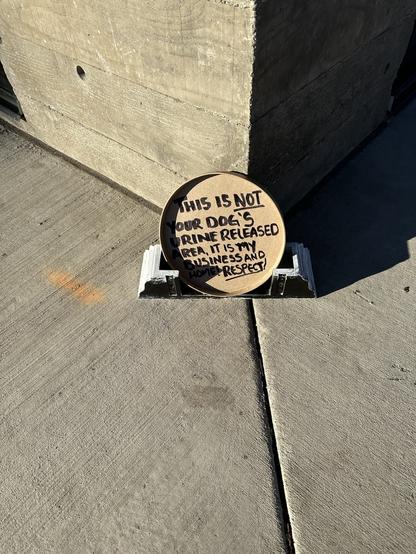 THIS IS NOT
YOUR DOG'S
URINE RELEASED
AREA, IT IS MY
BUSINESS AND
HOME RESPECT!